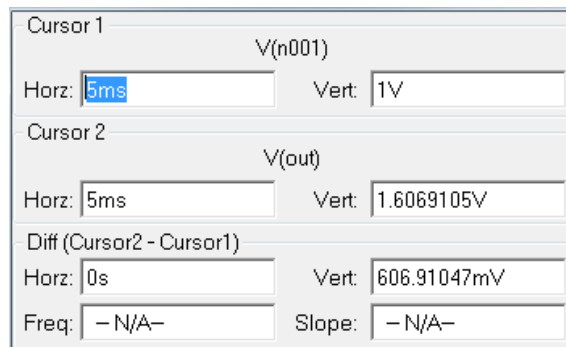 Cursor 1
V(n001)
Horz: 5ms Vert: 1V
Cursor 2
V(out)
Horz: 5ms Vert: 1.6069105V
Diff (Cursor2 - Cursor1)
Horz: 0s Vert: 606.91047mV
Freq: -- N/A-- Slope: -- N/A--